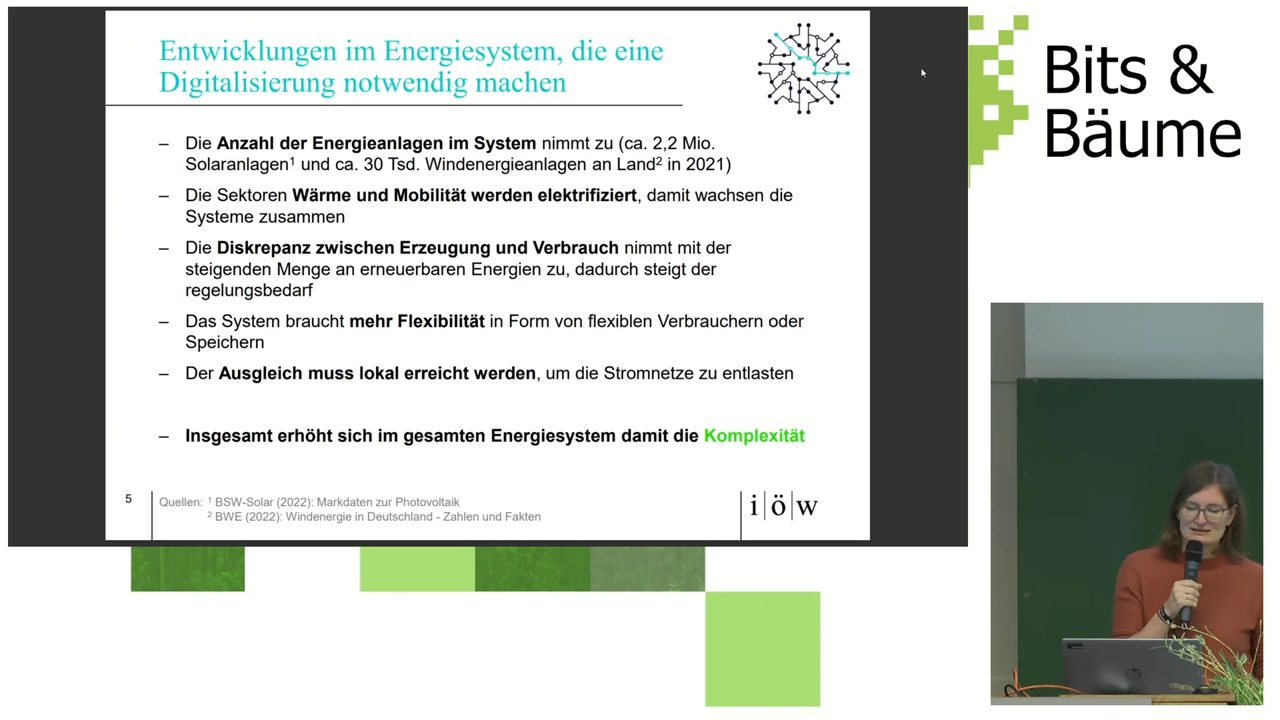 Entwicklungen im Energiesystem, die eine
Digitalisierung notwendig machen
– Die Anzahl der Energieanlagen im System nimmt zu (ca. 2,2 Mio.
Solaranlagen¹ und ca. 30 Tsd. Windenergieanlagen an Land² in 2021)
– Die Sektoren Wärme und Mobilität werden elektrifiziert, damit wachsen die
Systeme zusammen
– Die Diskrepanz zwischen Erzeugung und Verbrauch nimmt mit der
steigenden Menge an erneuerbaren Energien zu, dadurch steigt der
regelungsbedarf
– Das System braucht mehr Flexibilität in Form von flexiblen Verbrauchern oder
Speichern
– Der Ausgleich muss lokal erreicht werden, um die Stromnetze zu entlasten
– Insgesamt erhöht sich im gesamten Energiesystem damit die Komplexität
5
Quellen: ¹ BSW-Solar (2022): Markdaten zur Photovoltaik
² BWE (2022): Windenergie in Deutschland - Zahlen und Fakten
i|ö|w
Bits &
Bäume
hp